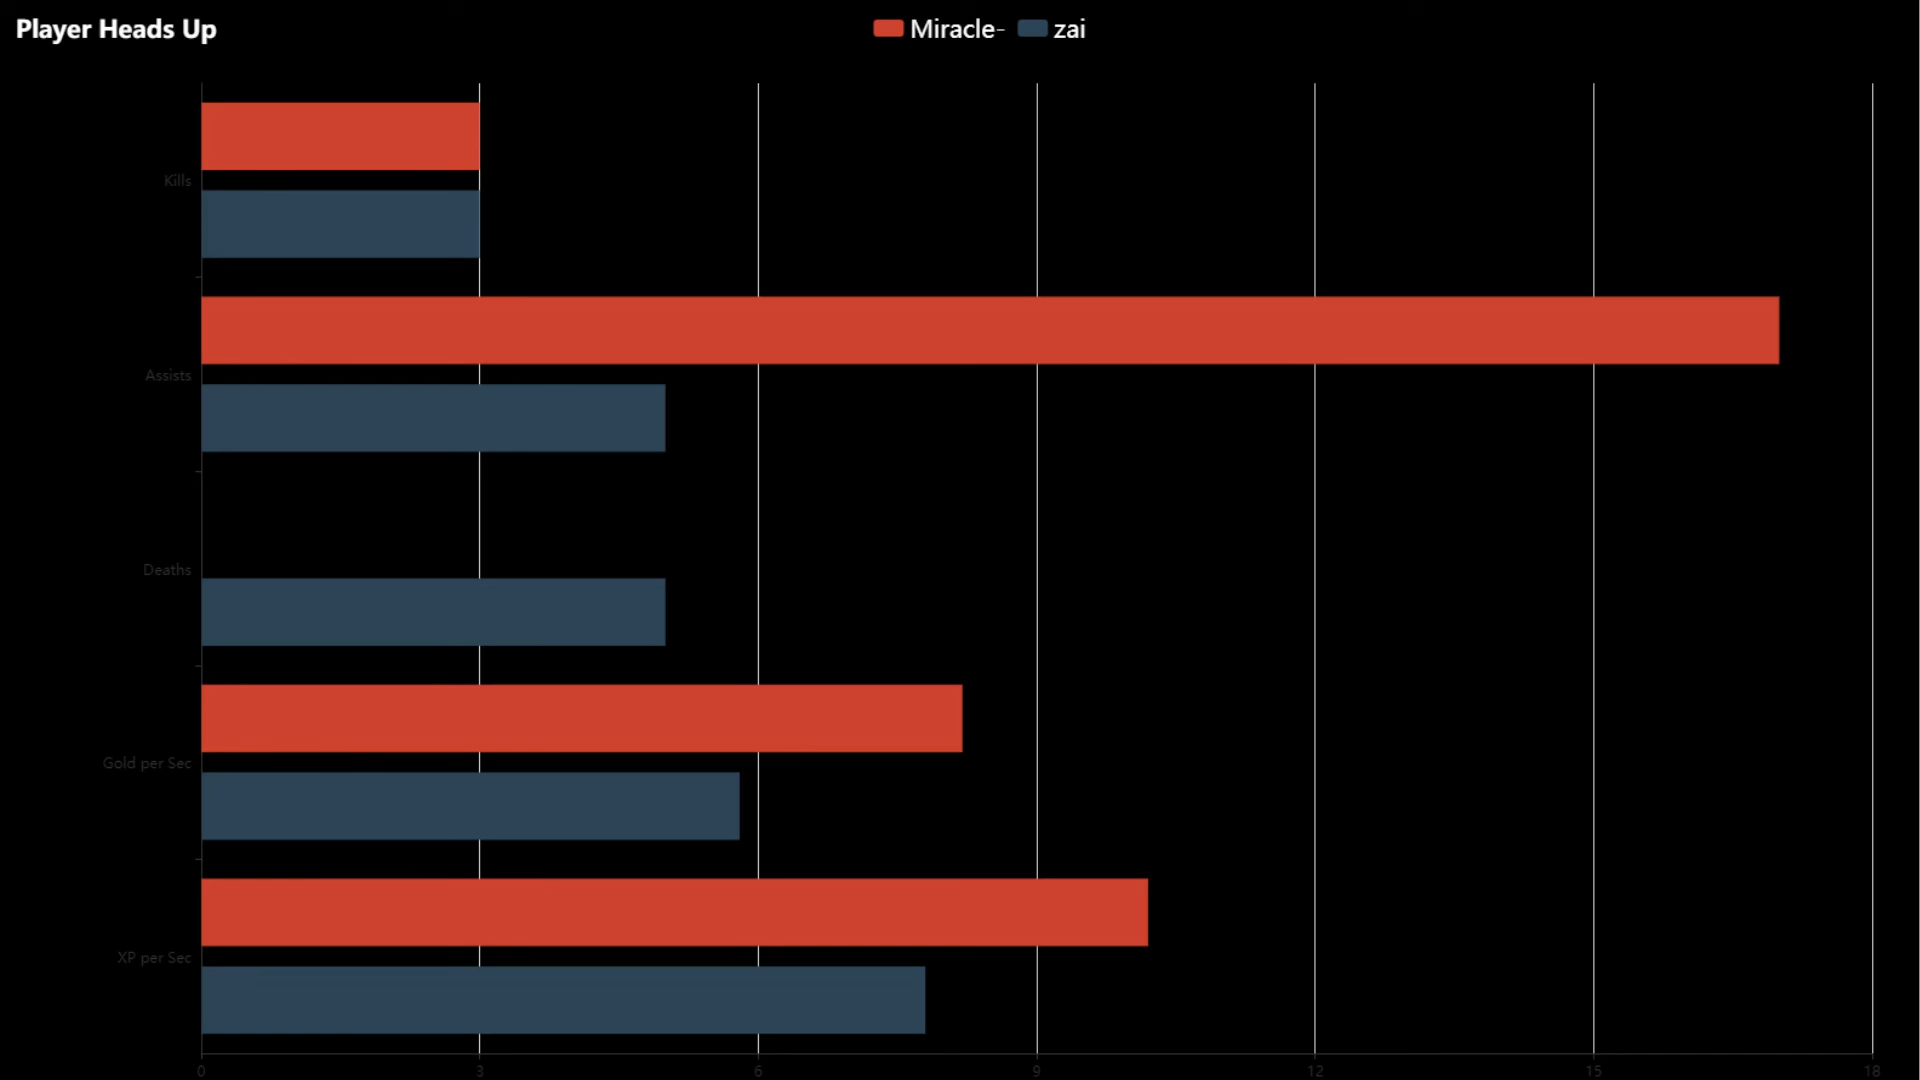 Player Heads Up
Miracle- zai
Kills
Assists
Deaths
Gold per Sec
XP per Sec
0 3 6 9 12 15 18